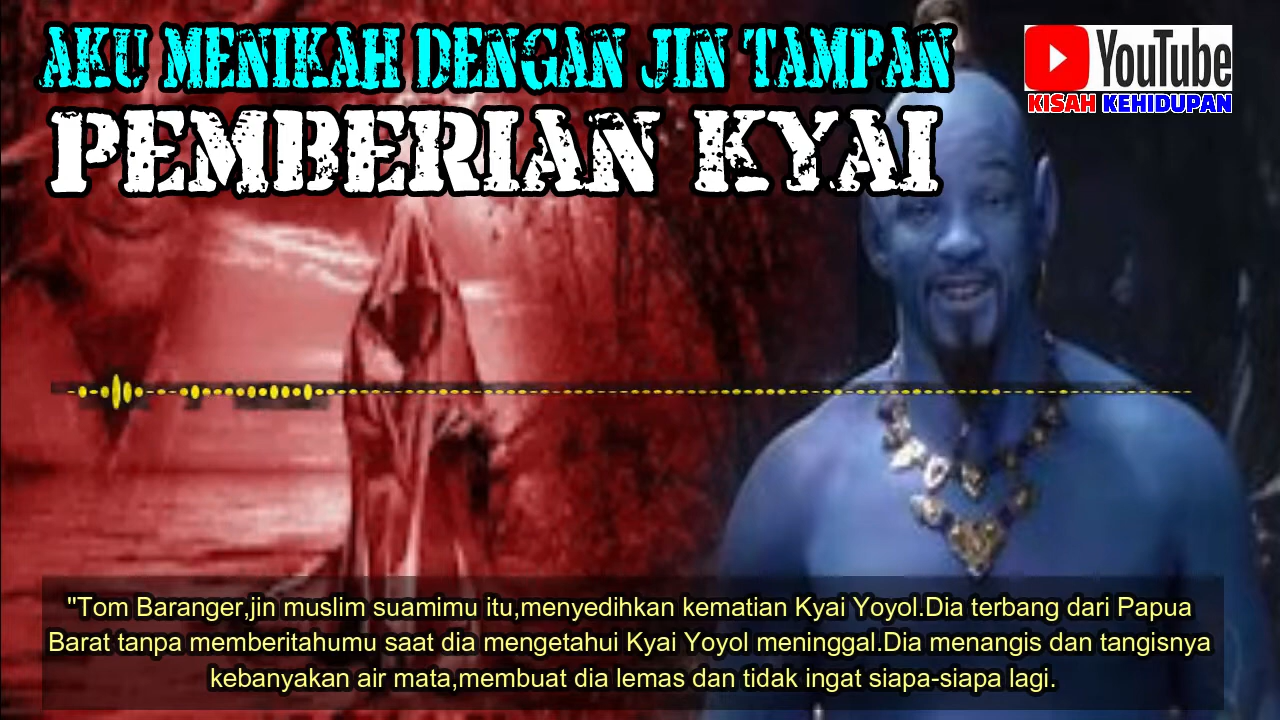 AKU MENIKAH DENGAN JIN TAMPAN
PEMBERIAN KYAI
YouTube
KISAH KEHIDUPAN
"Tom Baranger,jin muslim suamimu itu,menyedihkan kematian Kyai Yoyol.Dia terbang dari Papua
Barat tanpa memberitahumu saat dia mengetahui Kyai Yoyol meninggal.Dia menangis dan tangisnya
kebanyakan air mata,membuat dia lemas dan tidak ingat siapa-siapa lagi.